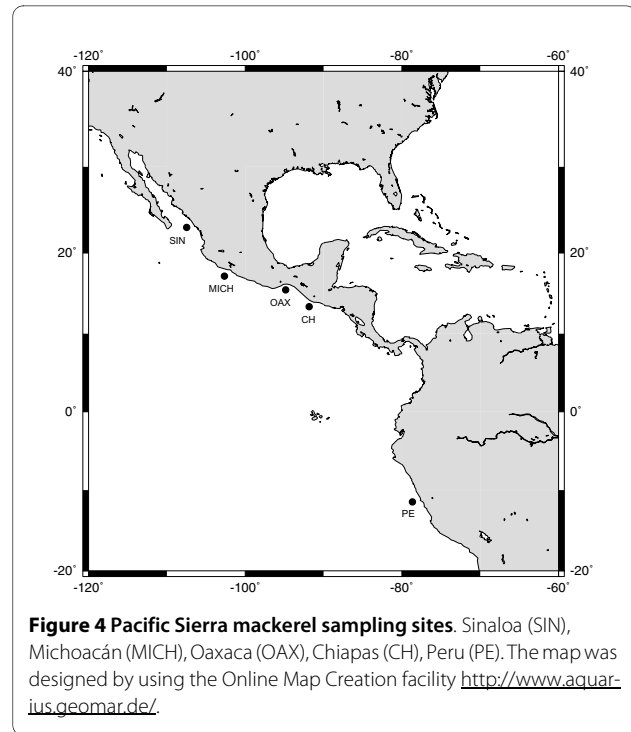 -120° -100° -80° -60°
40° 40°
20° 20°
SIN
MICH
OAX
CH
0° 0°
PE
-20° -20°
-120° -100° -80° -60°
Figure 4 Pacific Sierra mackerel sampling sites. Sinaloa (SIN),
Michoacán (MICH), Oaxaca (OAX), Chiapas (CH), Peru (PE). The map was
designed by using the Online Map Creation facility http://www.aquar-
ius.geomar.de/.